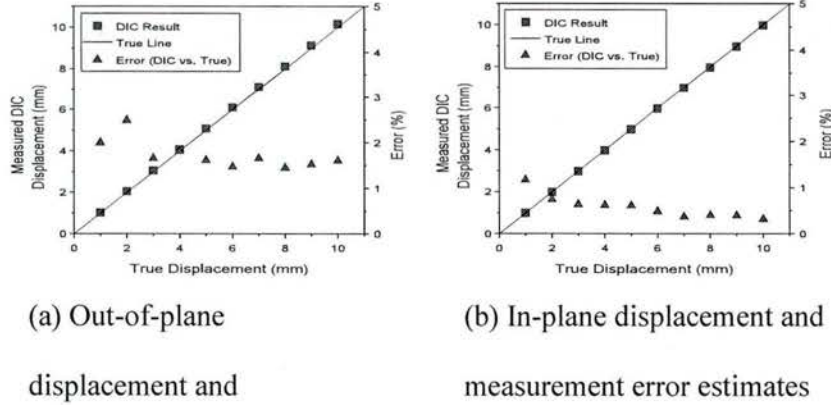 DIC Result
True Line
Error (DIC vs. True)
10
8
6
4
2
0
5
4
3
2
1
0
0 2 4 6 8 10
Measured DIC
Displacement (mm)
Error (%)
True Displacement (mm)
(a) Out-of-plane
displacement and
DIC Result
True Line
Error (DIC vs. True)
10
8
6
4
2
0
5
4
3
2
1
0
0 2 4 6 8 10
Measured DIC
Displacement (mm)
Error (%)
True Displacement (mm)
(b) In-plane displacement and
measurement error estimates